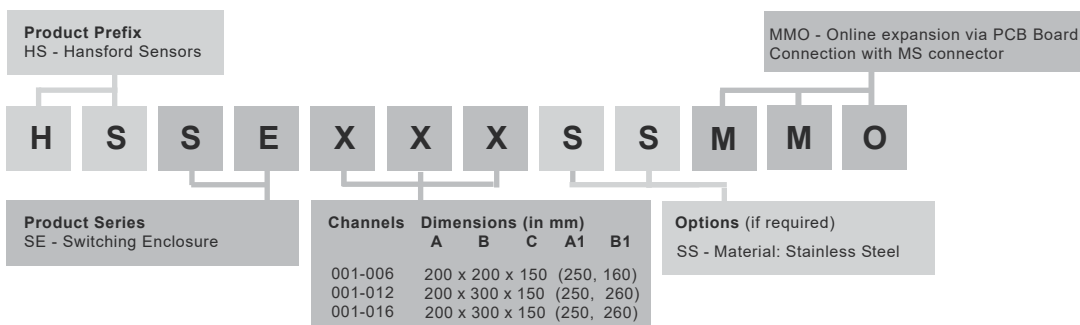 Product Prefix
HS - Hansford Sensors
MMO - Online expansion via PCB Board
Connection with MS connector
H S S E X X X S S M M O
Product Series
SE - Switching Enclosure
Channels Dimensions (in mm)
A B C A1 B1
001-006 200 x 200 x 150 (250, 160)
001-012 200 x 300 x 150 (250, 260)
001-016 200 x 300 x 150 (250, 260)
Options (if required)
SS - Material: Stainless Steel